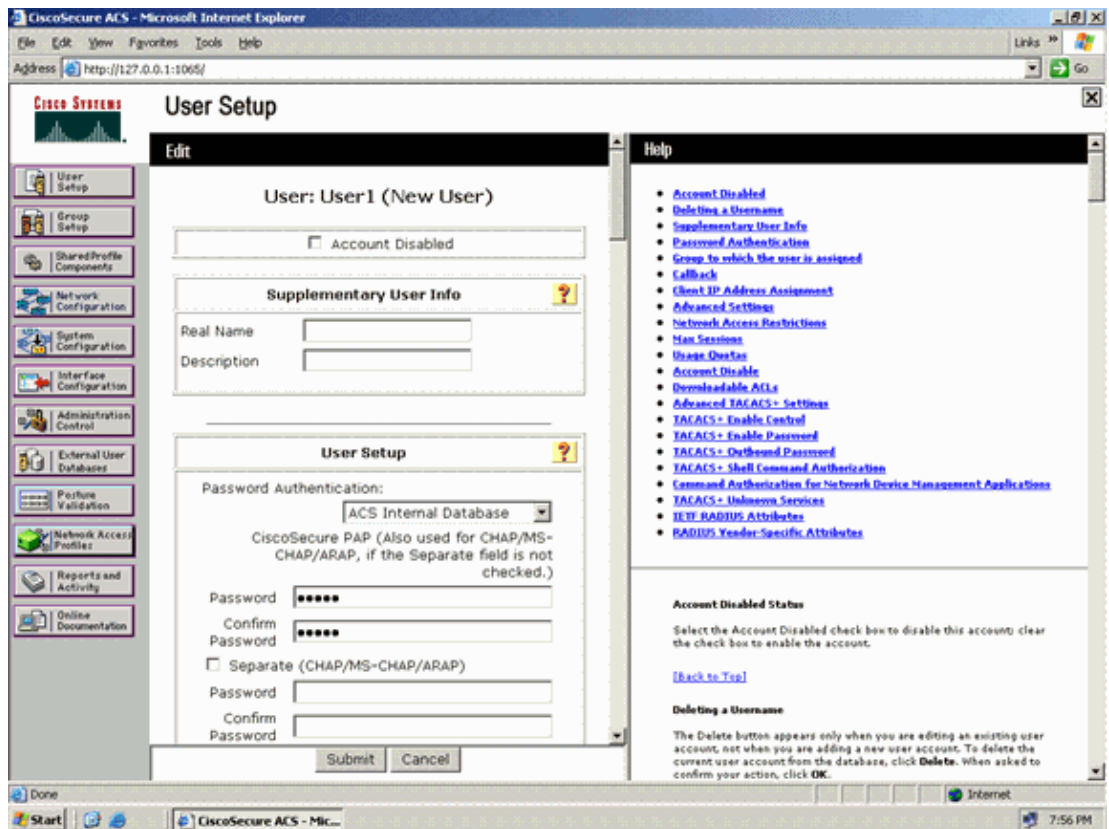 CiscoSecure ACS - Microsoft Internet Explorer
File Edit View Favorites Tools Help
Links »
Address http://127.0.0.1:1065/
Go
CISCO SYSTEMS
User Setup
User Setup
Group Setup
Shared Profile Components
Network Configuration
System Configuration
Interface Configuration
Administration Control
External User Databases
Posture Validation
Network Access Profiles
Reports and Activity
Online Documentation
Edit
User: User1 (New User)
Account Disabled
Supplementary User Info
?
Real Name
Description
User Setup
?
Password Authentication:
ACS Internal Database
CiscoSecure PAP (Also used for CHAP/MS-
CHAP/ARAP, if the Separate field is not
checked.)
Password •••••
Confirm
Password •••••
Separate (CHAP/MS-CHAP/ARAP)
Password
Confirm
Password
Submit Cancel
Help
• Account Disabled
• Deleting a Username
• Supplementary User Info
• Password Authentication
• Group to which the user is assigned
• Callback
• Client IP Address Assignment
• Advanced Settings
• Network Access Restrictions
• Max Sessions
• Usage Quotas
• Account Disable
• Downloadable ACLs
• Advanced TACACS+ Settings
• TACACS+ Enable Control
• TACACS+ Enable Password
• TACACS+ Outbound Password
• TACACS+ Shell Command Authorization
• Command Authorization for Network Device Management Applications
• TACACS+ Unknown Services
• IETF RADIUS Attributes
• RADIUS Vendor-Specific Attributes
Account Disabled Status
Select the Account Disabled check box to disable this account; clear
the check box to enable the account.
[Back to Top]
Deleting a Username
The Delete button appears only when you are editing an existing user
account, not when you are adding a new user account. To delete the
current user account from the database, click Delete. When asked to
confirm your action, click OK.
Done
Internet
Start
CiscoSecure ACS - Mic...
7:56 PM